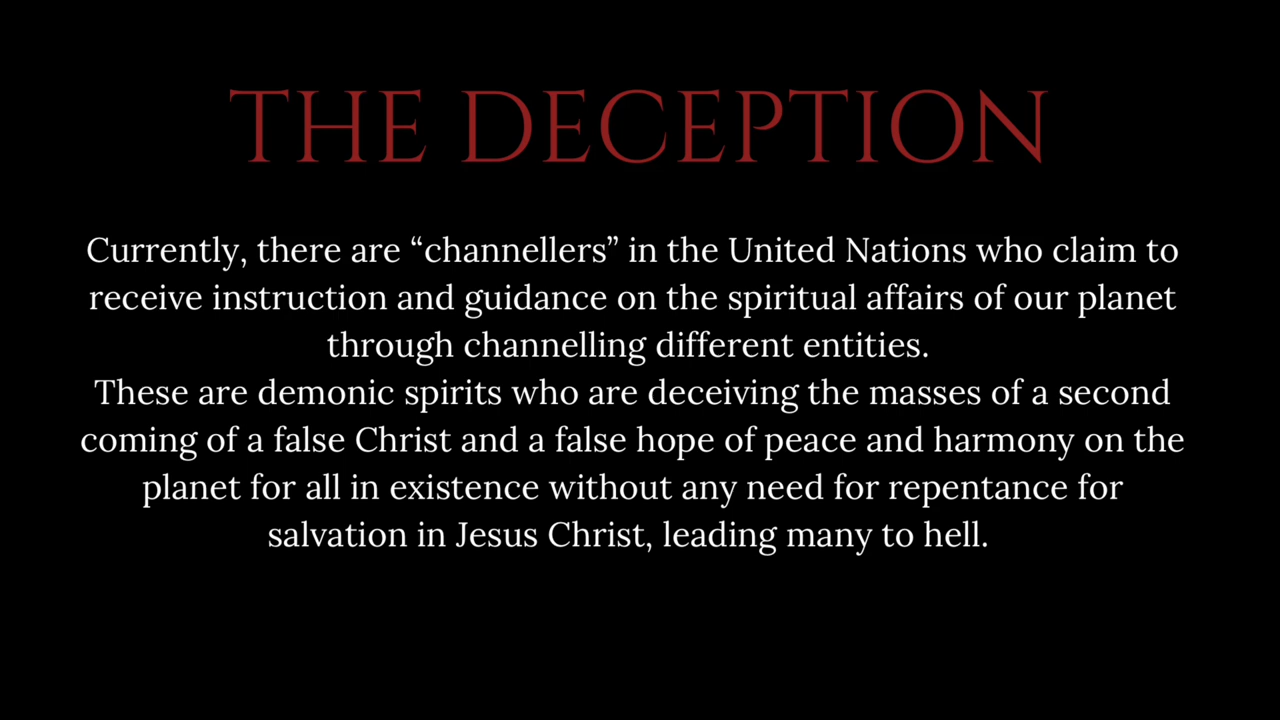 THE DECEPTION
Currently, there are “channellers” in the United Nations who claim to
receive instruction and guidance on the spiritual affairs of our planet
through channelling different entities.
These are demonic spirits who are deceiving the masses of a second
coming of a false Christ and a false hope of peace and harmony on the
planet for all in existence without any need for repentance for
salvation in Jesus Christ, leading many to hell.